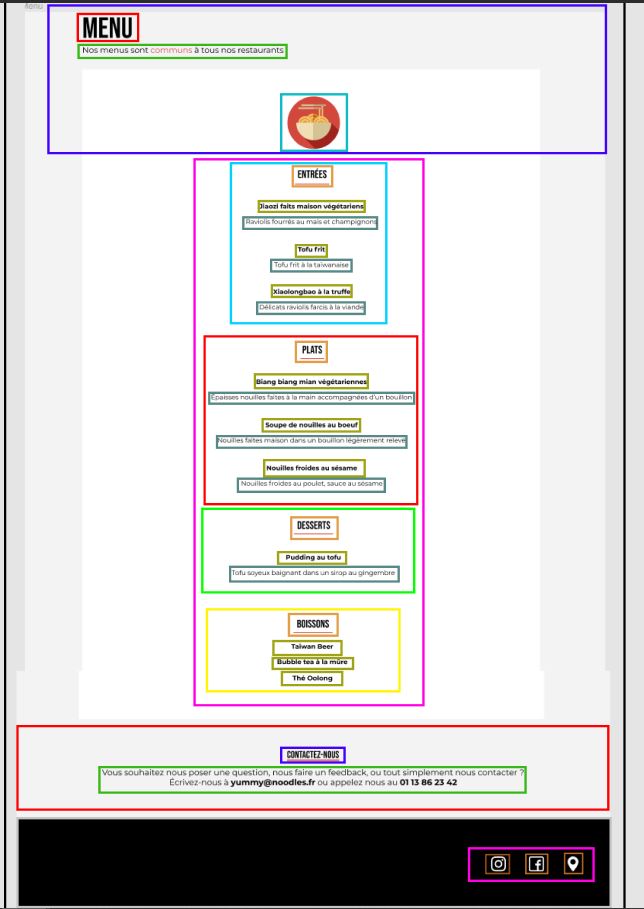 Menu
MENU
Nos menus sont communs à tous nos restaurants
ENTRÉES
Jiaozi faits maison végétariens
Raviolis fourrés au maïs et champignons
Tofu frit
Tofu frit à la taïwanaise
Xiaolongbao à la truffe
Délicats raviolis farcis à la viande
PLATS
Biang biang mian végétariennes
Épaisses nouilles faites à la main accompagnées d'un bouillon
Soupe de nouilles au boeuf
Nouilles faites maison dans un bouillon légèrement relevé
Nouilles froides au sésame
Nouilles froides au poulet, sauce au sésame
DESSERTS
Pudding au tofu
Tofu soyeux baignant dans un sirop au gingembre
BOISSONS
Taïwan Beer
Bubble tea à la mûre
Thé Oolong
CONTACTEZ-NOUS
Vous souhaitez nous poser une question, nous faire un feedback, ou tout simplement nous contacter ?
Écrivez-nous à yummy@noodles.fr ou appelez nous au 01 13 86 23 42